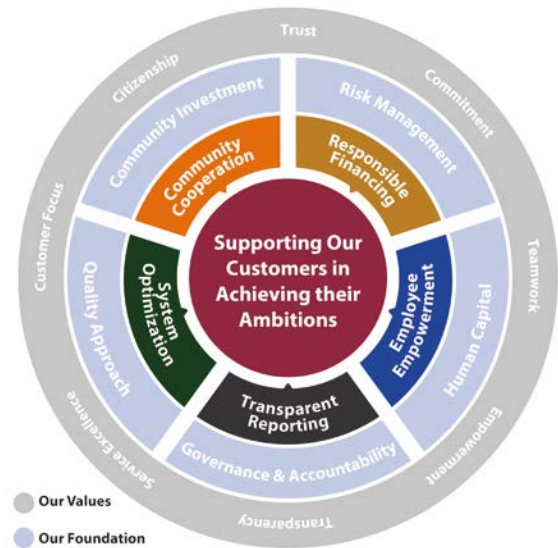 Trust
Commitment
Teamwork
Empowerment
Transparency
Service Excellence
Customer Focus
Citizenship
Risk Management
Human Capital
Governance & Accountability
Quality Approach
Community Investment
Responsible
Financing
Employee
Empowerment
Transparent
Reporting
System
Optimization
Community
Cooperation
Supporting Our
Customers in
Achieving their
Ambitions
Our Values
Our Foundation